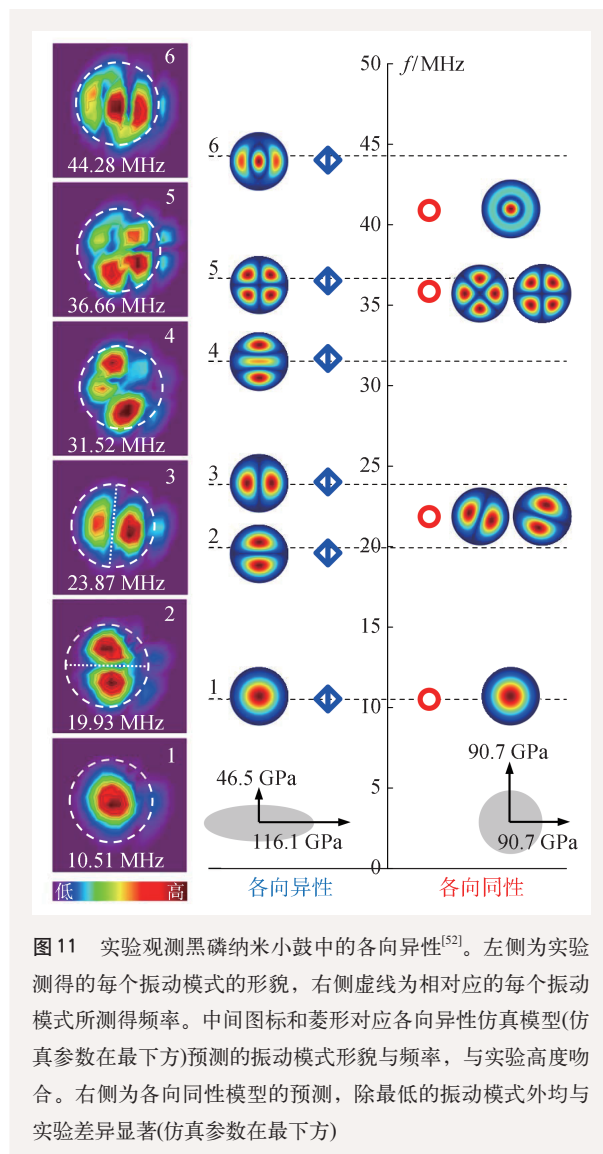 6
44.28 MHz
5
36.66 MHz
4
31.52 MHz
3
23.87 MHz
2
19.93 MHz
1
10.51 MHz
低 高
6
5
4
3
2
1
46.5 GPa
116.1 GPa
各向异性
50
45
40
35
30
25
20
15
10
5
0
f/MHz
90.7 GPa
90.7 GPa
各向同性
图11 实验观测黑磷纳米小鼓中的各向异性[52]。左侧为实验
测得的每个振动模式的形貌，右侧虚线为相对应的每个振动
模式所测得频率。中间图标和菱形对应各向异性仿真模型(仿
真参数在最下方)预测的振动模式形貌与频率，与实验高度吻
合。右侧为各向同性模型的预测，除最低的振动模式外均与
实验差异显著(仿真参数在最下方)